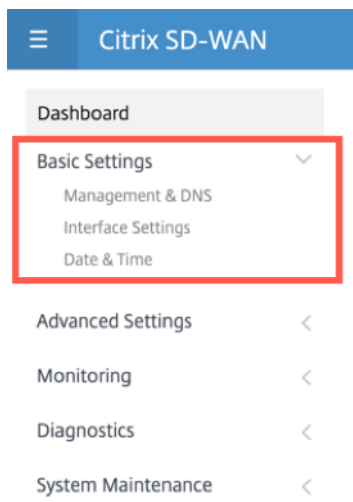 Citrix SD-WAN
Dashboard
Basic Settings
Management & DNS
Interface Settings
Date & Time
Advanced Settings
Monitoring
Diagnostics
System Maintenance